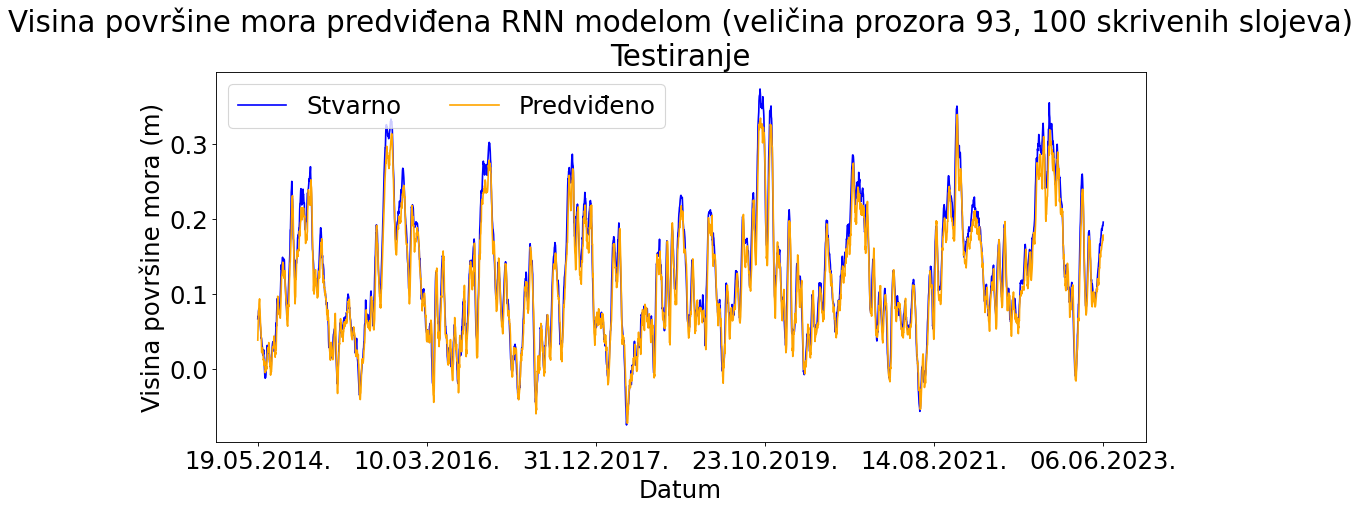 Visina površine mora predviđena RNN modelom (veličina prozora 93, 100 skrivenih slojeva)
Testiranje
Stvarno
Predviđeno
Visina površine mora (m)
0.3
0.2
0.1
0.0
19.05.2014.
10.03.2016.
31.12.2017.
23.10.2019.
14.08.2021.
06.06.2023.
Datum